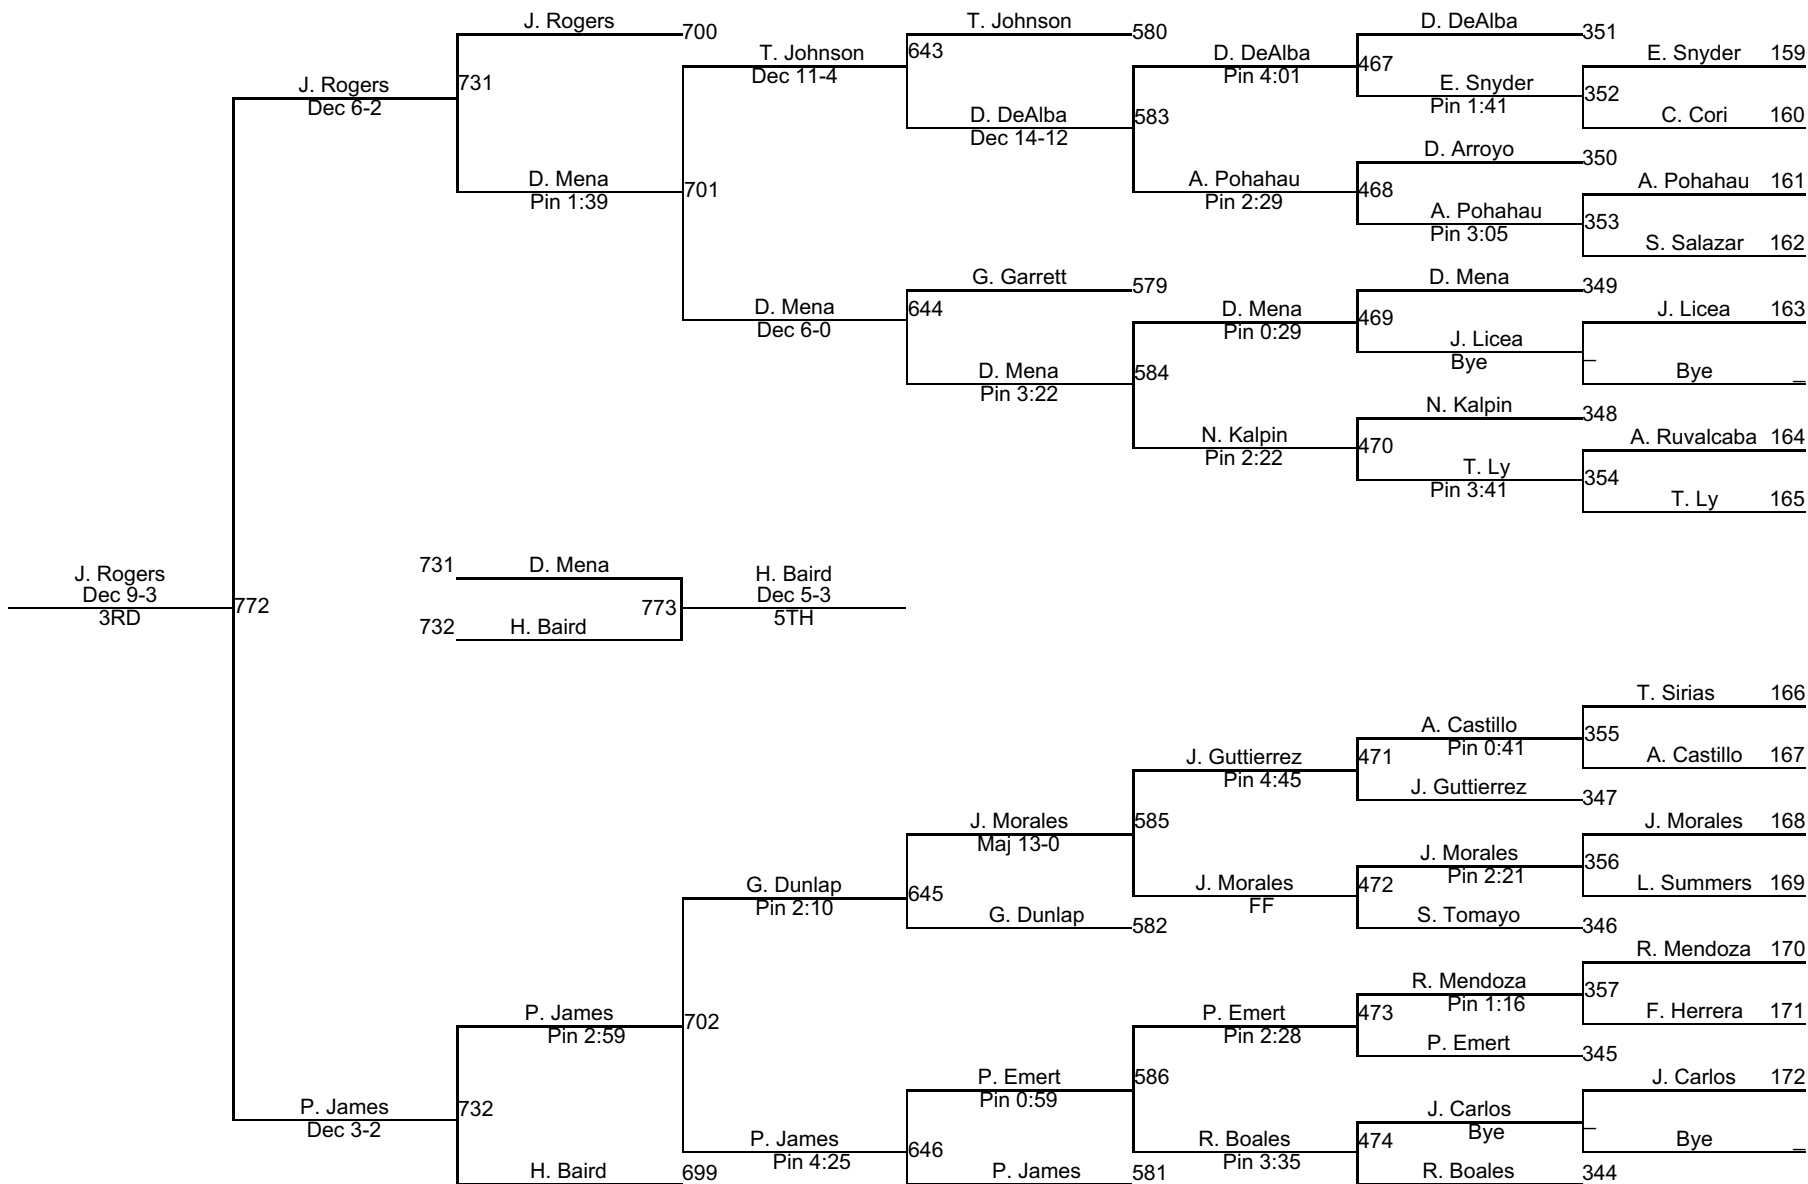 J. Rogers 700 T. Johnson 580 D. DeAlba 351
T. Johnson 643 D. DeAlba E. Snyder 159
Dec 11-4 Pin 4:01 467
J. Rogers 731 E. Snyder 352
Dec 6-2 Pin 1:41
D. DeAlba 583 C. Cori 160
Dec 14-12
D. Arroyo 350
D. Mena 701 A. Pohahau 468 A. Pohahau 161
Pin 1:39 Pin 2:29
A. Pohahau 353
Pin 3:05 S. Salazar 162
G. Garrett 579 D. Mena 349
D. Mena 644 D. Mena 469 J. Licea 163
Dec 6-0 Pin 0:29
J. Licea _
Bye
D. Mena 584 Bye _
Pin 3:22
N. Kalpin 348
N. Kalpin 470 A. Ruvalcaba 164
Pin 2:22
T. Ly 354
Pin 3:41
T. Ly 165
731 D. Mena H. Baird
J. Rogers 772 773 Dec 5-3
Dec 9-3 5TH
3RD
732 H. Baird
T. Sirias 166
A. Castillo 355
Pin 0:41
J. Guttierrez 471 A. Castillo 167
Pin 4:45
J. Guttierrez 347
J. Morales 585 J. Morales 168
Maj 13-0
J. Morales 356
Pin 2:21
G. Dunlap 645 J. Morales 472 L. Summers 169
Pin 2:10 FF
G. Dunlap 582 S. Tomayo 346
R. Mendoza 170
R. Mendoza 357
Pin 1:16
P. James 702 P. Emert 473 F. Herrera 171
Pin 2:59 Pin 2:28
P. Emert 345
P. Emert 586 J. Carlos 172
Pin 0:59
P. James 732 J. Carlos _
Dec 3-2 Bye
P. James 646 R. Boales 474 Bye _
Pin 4:25 Pin 3:35
H. Baird 699 P. James 581 R. Boales 344